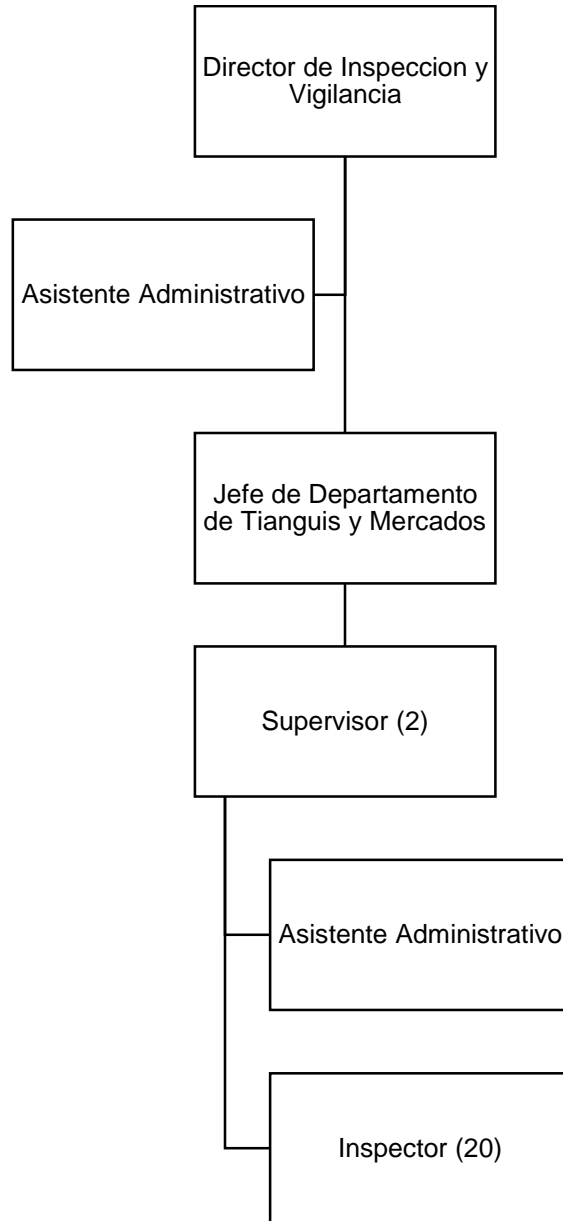 Director de Inspeccion y
Vigilancia
Asistente Administrativo
Jefe de Departamento
de Tianguis y Mercados
Supervisor (2)
Asistente Administrativo
Inspector (20)